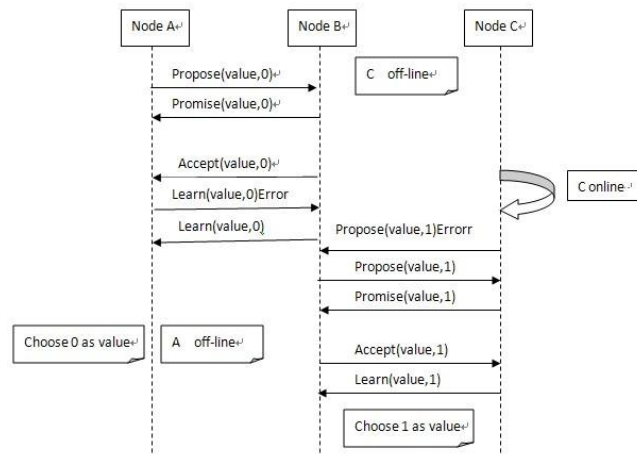 Node A
Node B
Node C
Propose(value,0)
C off-line
Promise(value,0)
Accept(value,0)
Learn(value,0)Error
C online
Learn(value,0)
Propose(value,1)Errorr
Propose(value,1)
Promise(value,1)
Choose 0 as value
A off-line
Accept(value,1)
Learn(value,1)
Choose 1 as value